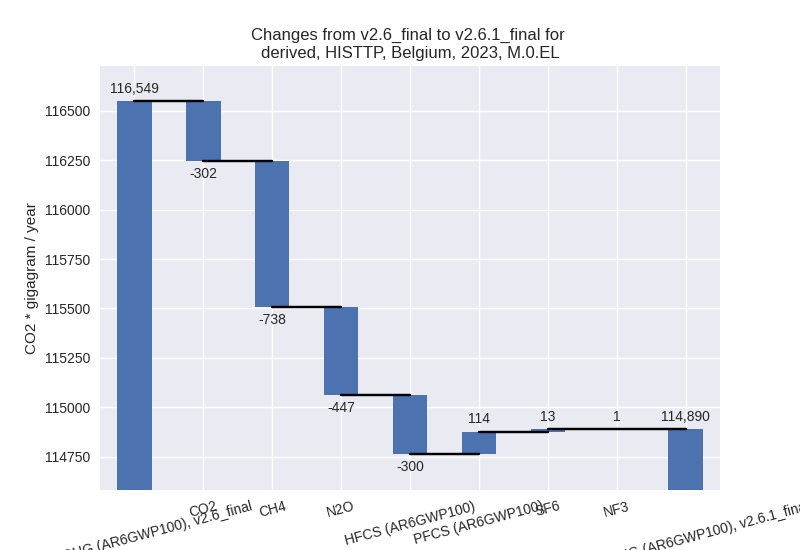 Changes from v2.6_final to v2.6.1_final for
derived, HISTTP, Belgium, 2023, M.0.EL
CO2 * gigagram / year
116500
116250
116000
115750
115500
115250
115000
114750
116,549
-302
-738
-447
-300
114
13
1
114,890
(AR6GWP100), v2.6_final
CO2
CH4
N2O
HFCS (AR6GWP100)
PFCS (AR6GWP100)
SF6
NF3
(AR6GWP100), v2.6.1_final